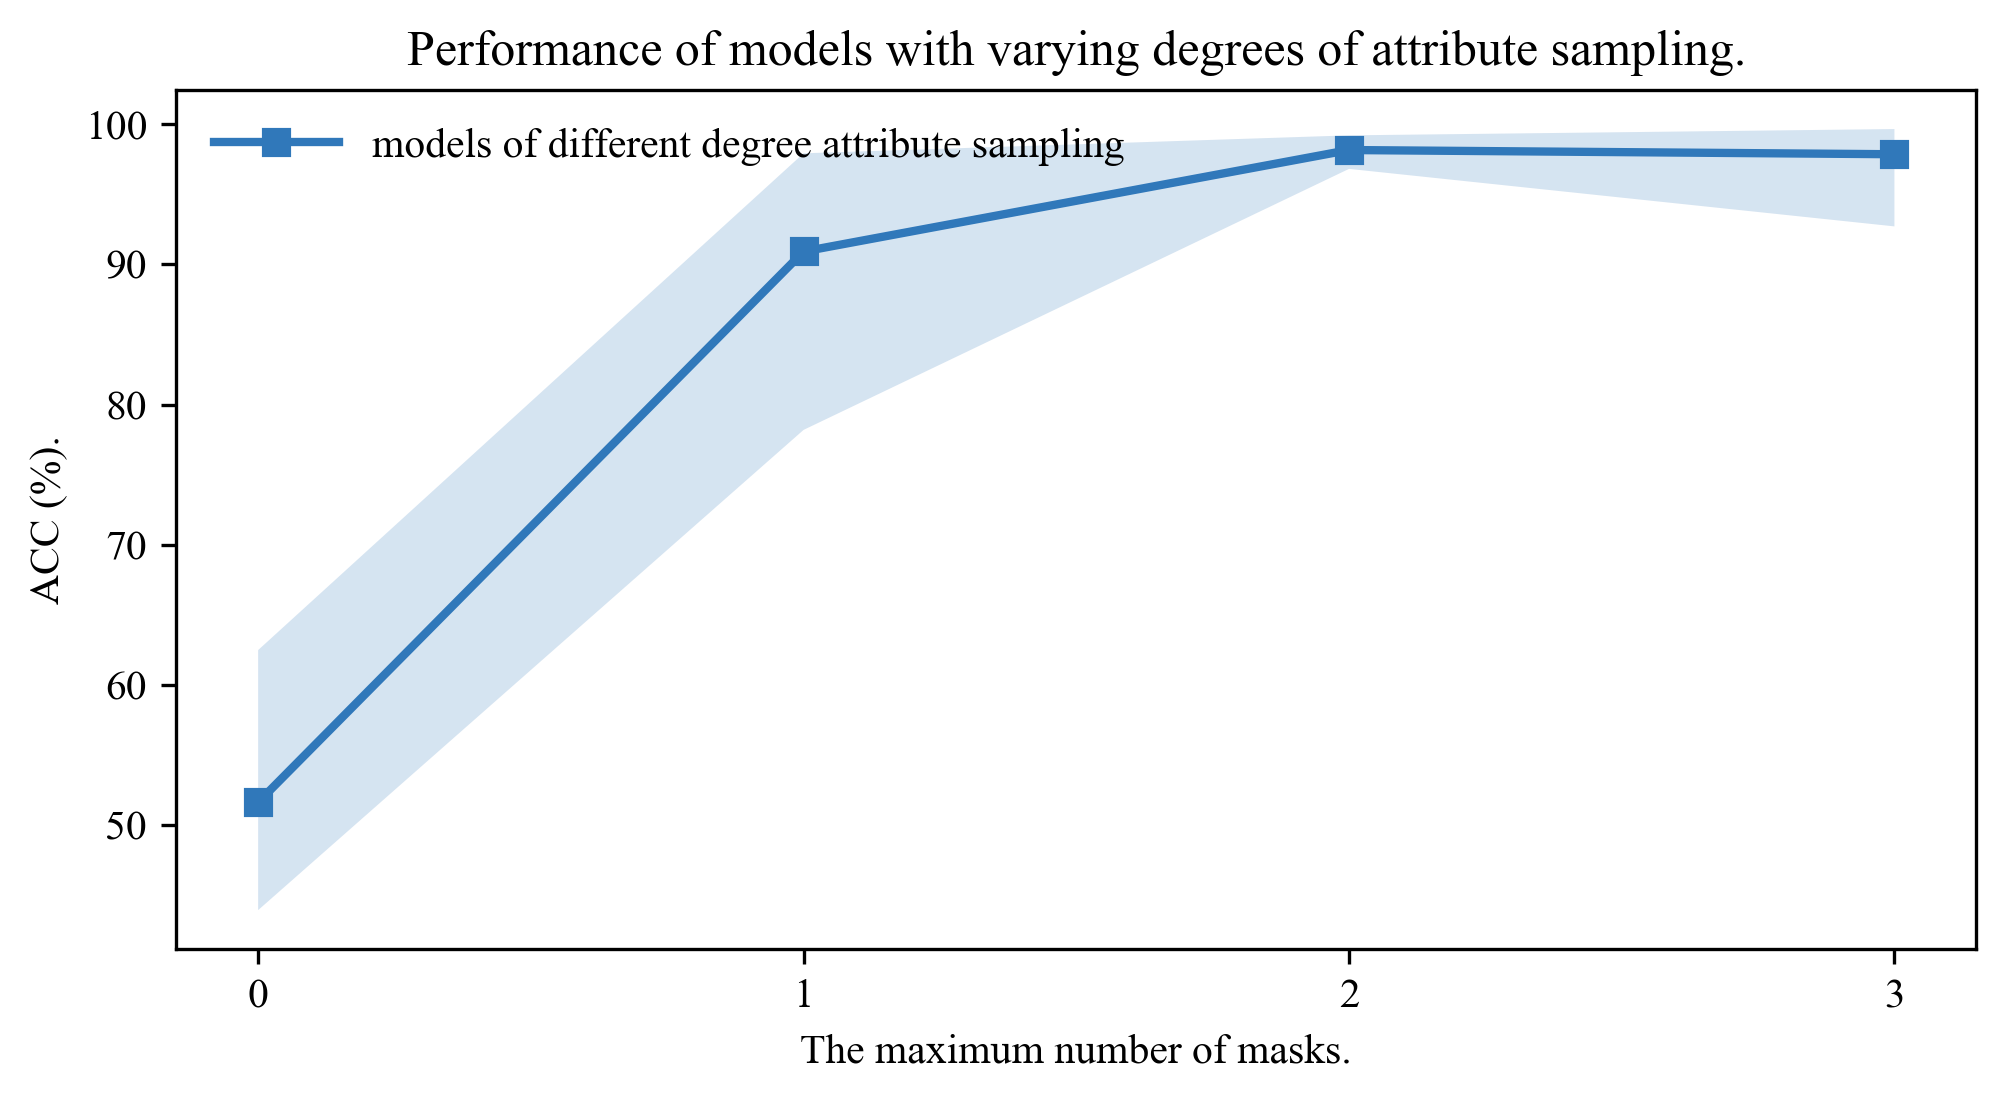 Performance of models with varying degrees of attribute sampling.
models of different degree attribute sampling
100
90
80
70
60
50
ACC (%).
0 1 2 3
The maximum number of masks.